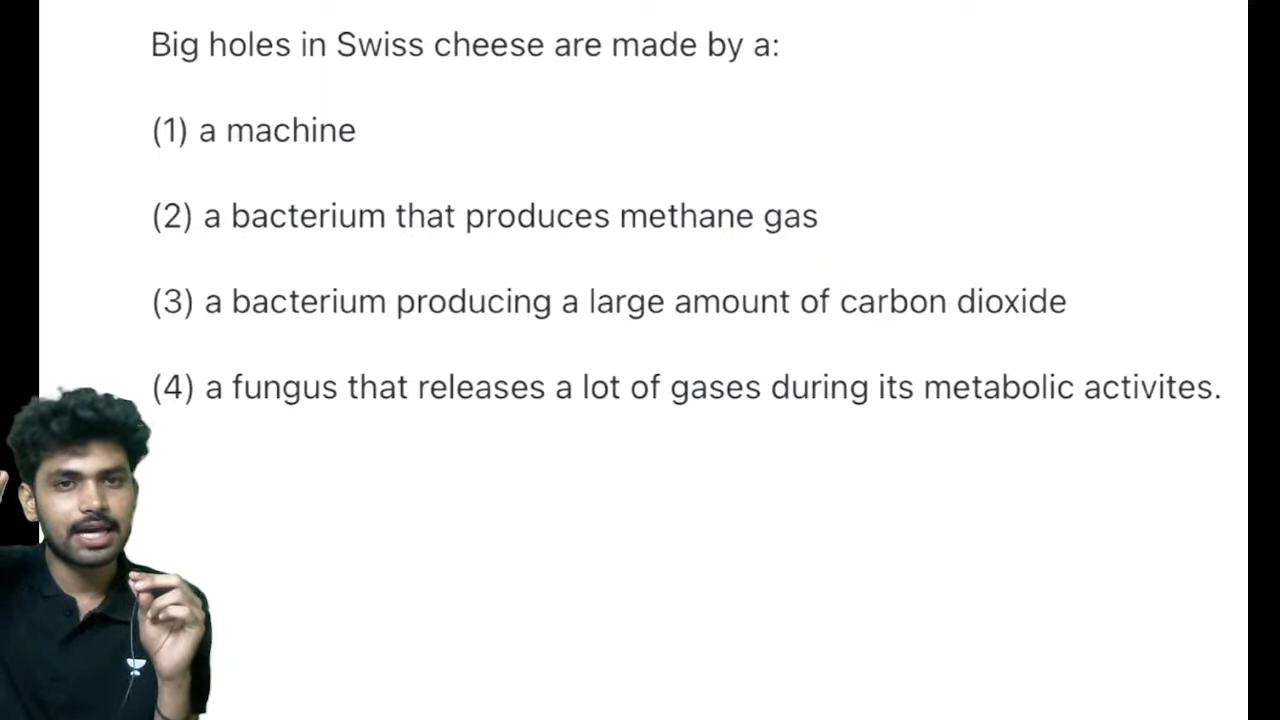 Big holes in Swiss cheese are made by a:
(1) a machine
(2) a bacterium that produces methane gas
(3) a bacterium producing a large amount of carbon dioxide
(4) a fungus that releases a lot of gases during its metabolic activites.